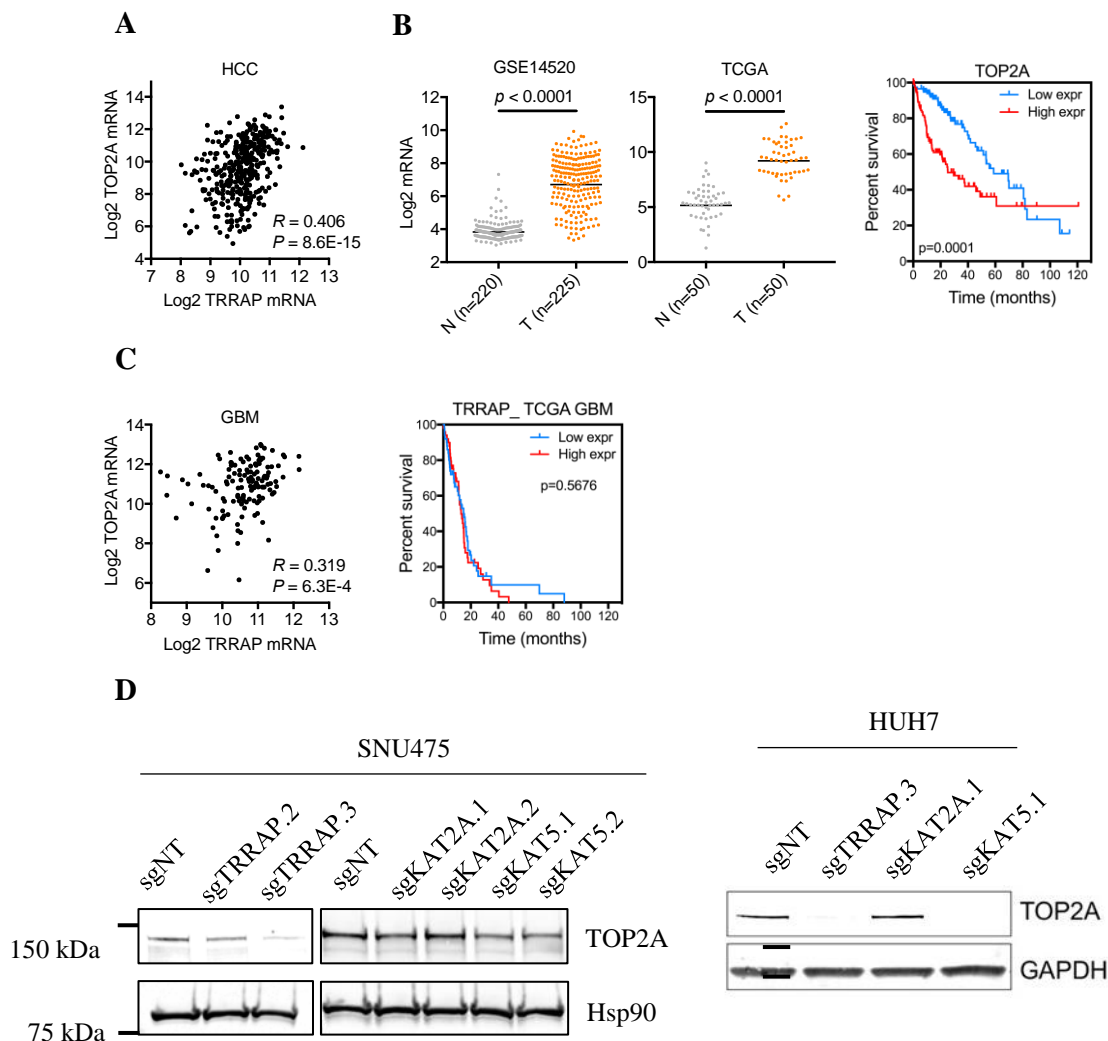 A
HCC
Log2 TOP2A mRNA
14
12
10
8
6
4
R = 0.406
P = 8.6E-15
7 8 9 10 11 12 13
Log2 TRRAP mRNA
B
GSE14520
p < 0.0001
Log2 mRNA
12
10
8
6
4
2
N (n=220)
T (n=225)
TCGA
p < 0.0001
15
10
5
0
N (n=50)
T (n=50)
TOP2A
Low expr
High expr
Percent survival
100
80
60
40
20
0
p=0.0001
0 20 40 60 80 100 120
Time (months)
C
GBM
Log2 TOP2A mRNA
14
12
10
8
6
R = 0.319
P = 6.3E-4
8 9 10 11 12 13
Log2 TRRAP mRNA
TRRAP_ TCGA GBM
Low expr
High expr
p=0.5676
Percent survival
100
80
60
40
20
0
0 20 40 60 80 100 120
Time (months)
D
SNU475
sgNT
sgTRRAP.2
sgTRRAP.3
sgNT
sgKAT2A.1
sgKAT2A.2
sgKAT5.1
sgKAT5.2
150 kDa
TOP2A
75 kDa
Hsp90
HUH7
sgNT
sgTRRAP.3
sgKAT2A.1
sgKAT5.1
TOP2A
GAPDH